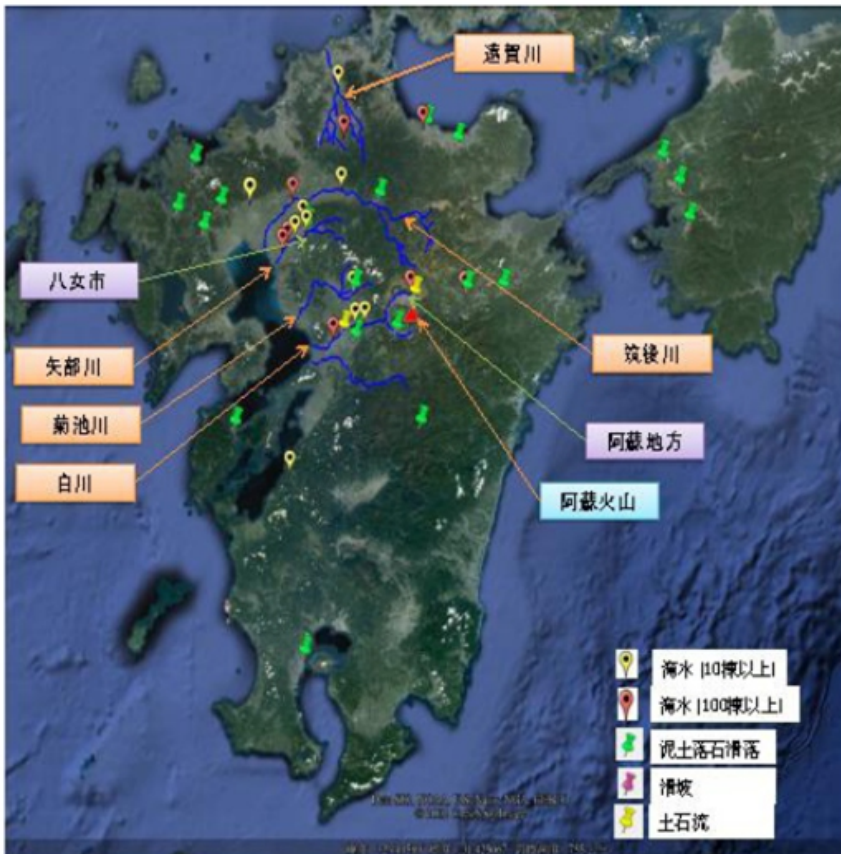 遠賀川
八女市
矢部川
菊池川
白川
筑後川
阿蘇地方
阿蘇火山
淹水 |10棟以上|
淹水 |100棟以上|
泥土落石滑落
滑坡
土石流